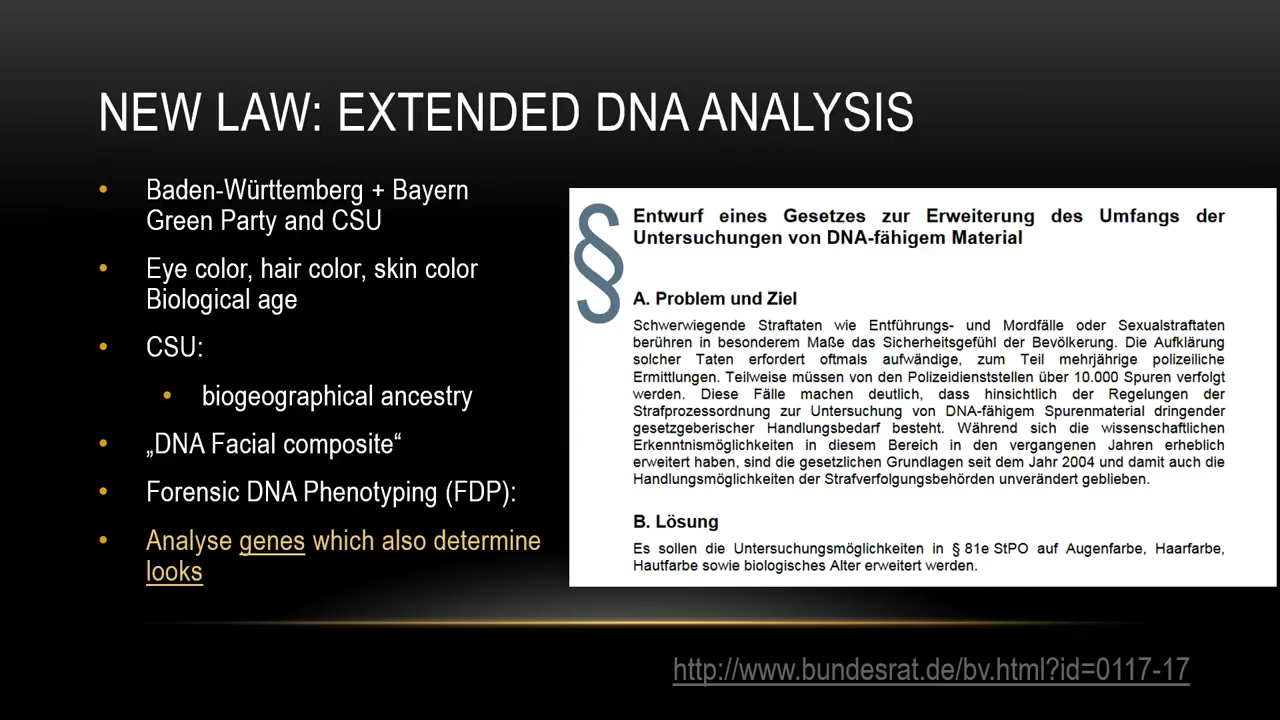 NEW LAW: EXTENDED DNA ANALYSIS
• Baden-Württemberg + Bayern
Green Party and CSU
• Eye color, hair color, skin color
Biological age
• CSU:
• biogeographical ancestry
• „DNA Facial composite“
• Forensic DNA Phenotyping (FDP):
• Analyse genes which also determine
looks
§
Entwurf eines Gesetzes zur Erweiterung des Umfangs der
Untersuchungen von DNA-fähigem Material
A. Problem und Ziel
Schwerwiegende Straftaten wie Entführungs- und Mordfälle oder Sexualstraftaten
berühren in besonderem Maße das Sicherheitsgefühl der Bevölkerung. Die Aufklärung
solcher Taten erfordert oftmals aufwändige, zum Teil mehrjährige polizeiliche
Ermittlungen. Teilweise müssen von den Polizeidienststellen über 10.000 Spuren verfolgt
werden. Diese Fälle machen deutlich, dass hinsichtlich der Regelungen der
Strafprozessordnung zur Untersuchung von DNA-fähigem Spurenmaterial dringender
gesetzgeberischer Handlungsbedarf besteht. Während sich die wissenschaftlichen
Erkenntnismöglichkeiten in diesem Bereich in den vergangenen Jahren erheblich
erweitert haben, sind die gesetzlichen Grundlagen seit dem Jahr 2004 und damit auch die
Handlungsmöglichkeiten der Strafverfolgungsbehörden unverändert geblieben.
B. Lösung
Es sollen die Untersuchungsmöglichkeiten in § 81e StPO auf Augenfarbe, Haarfarbe,
Hautfarbe sowie biologisches Alter erweitert werden.
http://www.bundesrat.de/bv.html?id=0117-17